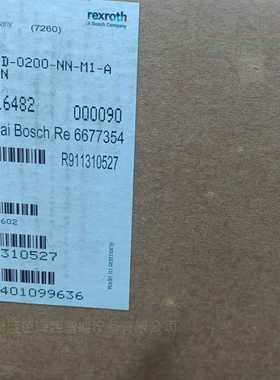 rexroth
A Bosch Company
(7260)
D-0200-NN-M1-A
N
6482 000090
ai Bosch Re 6677354
R911310527
602
310527
Made in Germany
401099636